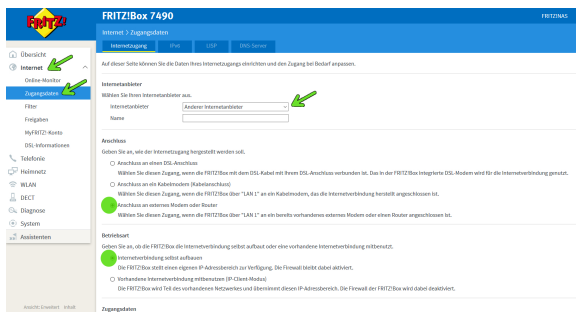 FRITZ!
FRITZ!Box 7490
FRITZ!NAS
Internet > Zugangsdaten
Internetzugang
IPv6
LISP
DNS-Server
Übersicht
Internet
Online-Monitor
Zugangsdaten
Filter
Freigaben
MyFRITZ!-Konto
DSL-Informationen
Telefonie
Heimnetz
WLAN
DECT
Diagnose
System
Assistenten
Ansicht: Erweitert Inhalt
Auf dieser Seite können Sie die Daten Ihres Internetzugangs einrichten und den Zugang bei Bedarf anpassen.
Internetanbieter
Wählen Sie Ihren Internetanbieter aus.
Internetanbieter
Anderer Internetanbieter
Name
Anschluss
Geben Sie an, wie der Internetzugang hergestellt werden soll.
Anschluss an einen DSL-Anschluss
Wählen Sie diesen Zugang, wenn die FRITZ!Box mit dem DSL-Kabel mit Ihrem DSL-Anschluss verbunden ist. Das in der FRITZ!Box integrierte DSL-Modem wird für die Internetverbindung genutzt.
Anschluss an ein Kabelmodem (Kabelanschluss)
Wählen Sie diesen Zugang, wenn die FRITZ!Box über "LAN 1" an ein Kabelmodem, das die Internetverbindung herstellt angeschlossen ist.
Anschluss an externes Modem oder Router
Wählen Sie diesen Zugang, wenn die FRITZ!Box über "LAN 1" an ein bereits vorhandenes externes Modem oder einen Router angeschlossen ist.
Betriebsart
Geben Sie an, ob die FRITZ!Box die Internetverbindung selbst aufbaut oder eine vorhandene Internetverbindung mitbenutzt.
Internetverbindung selbst aufbauen
Die FRITZ!Box stellt einen eigenen IP-Adressbereich zur Verfügung. Die Firewall bleibt dabei aktiviert.
Vorhandene Internetverbindung mitbenutzen (IP-Client-Modus)
Die FRITZ!Box wird Teil des vorhandenen Netzwerkes und übernimmt diesen IP-Adressbereich. Die Firewall der FRITZ!Box wird dabei deaktiviert.
Zugangsdaten